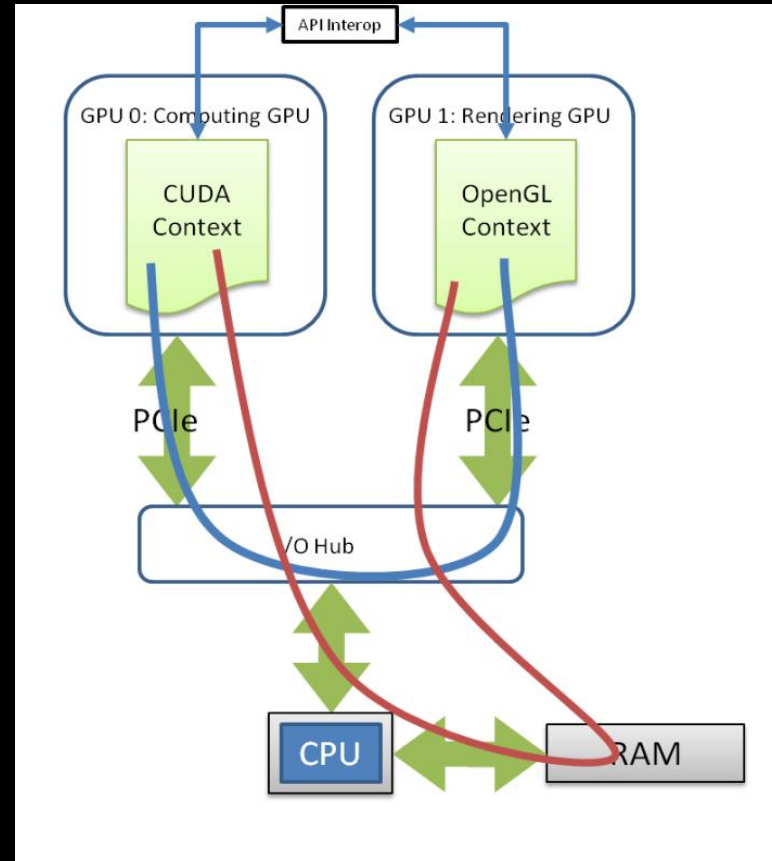 API Interop
GPU 0: Computing GPU
GPU 1: Rendering GPU
CUDA
Context
OpenGL
Context
PCIe
PCIe
/O Hub
CPU
RAM